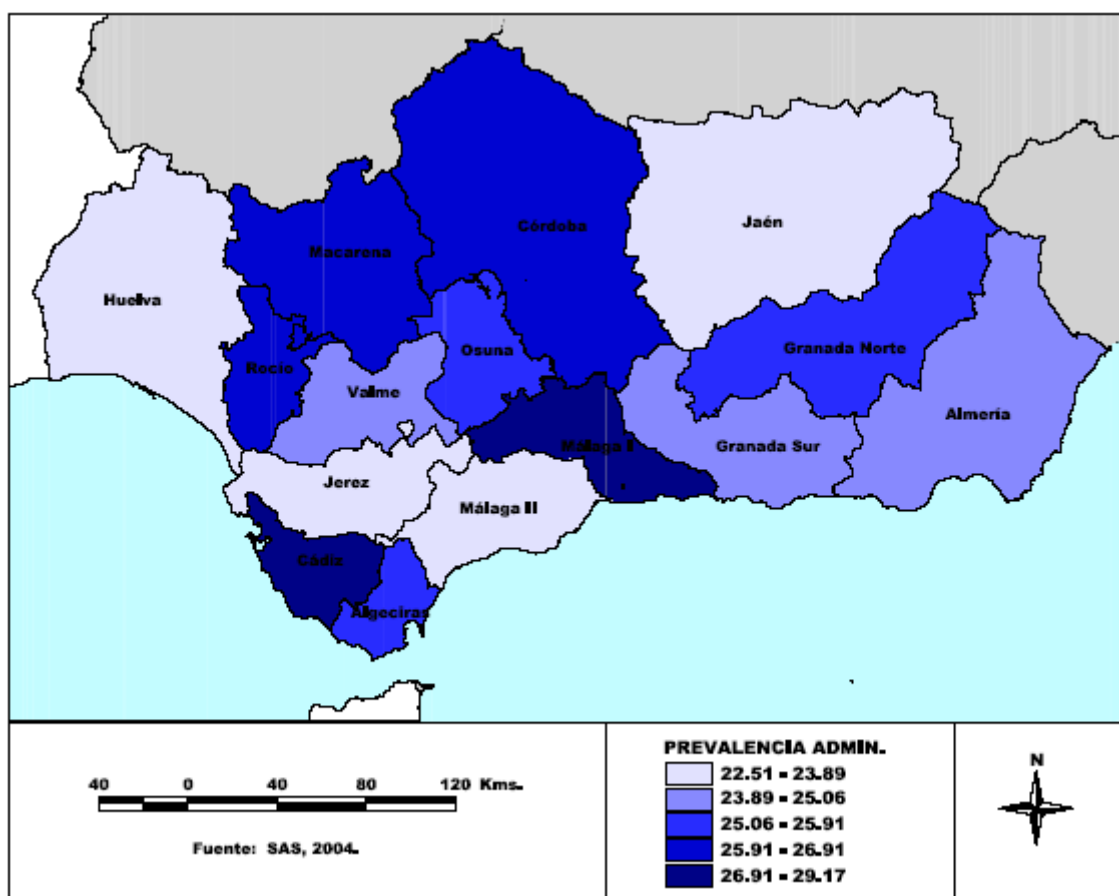 Jaén
Córdoba
Macarena
Huelva
Granada Norte
Osuna
Recio
Valme
Almería
Málaga I
Granada Sur
Jerez
Málaga II
Cádiz
Algeciras
40 0 40 80 120 Kms.
Fuente: SAS, 2004.
PREVALENCIA ADMIN.
22.51 - 23.89
23.89 - 25.06
25.06 - 25.91
25.91 - 26.91
26.91 - 29.17
N